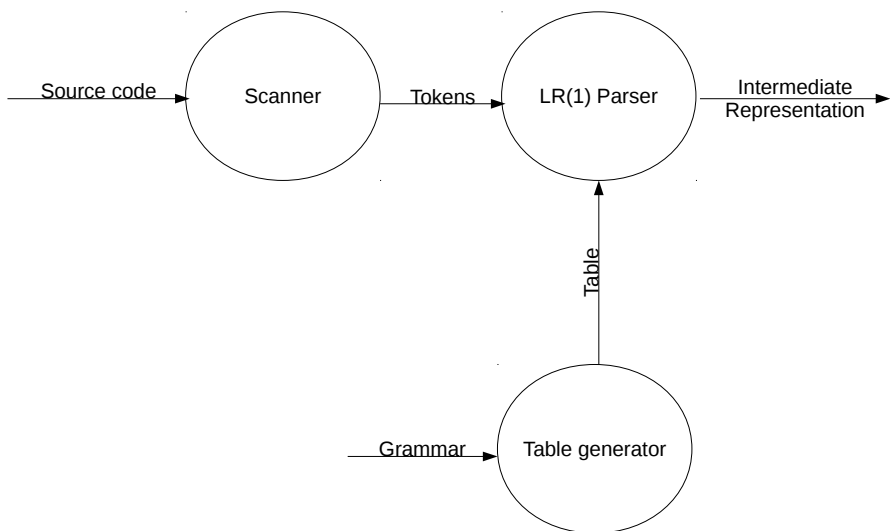 Source code
Scanner
Tokens
LR(1) Parser
Intermediate
Representation
Table
Grammar
Table generator